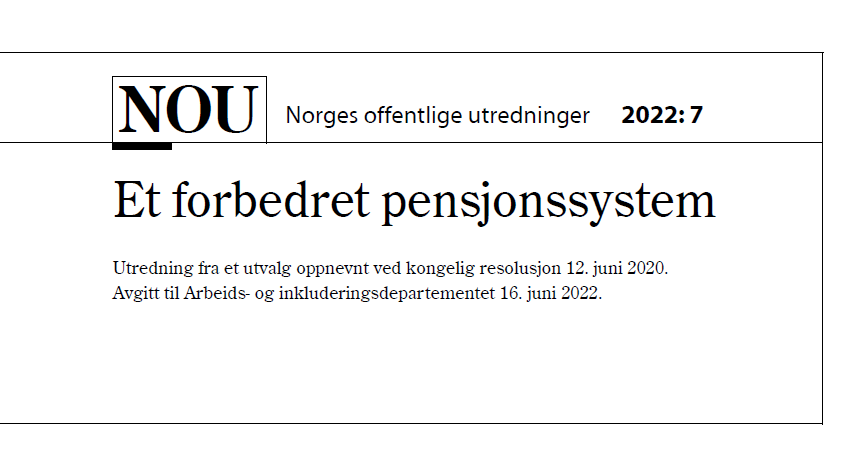 NOU Norges offentlige utredninger 2022: 7
Et forbedret pensjonssystem
Utredning fra et utvalg oppnevnt ved kongelig resolusjon 12. juni 2020.
Avgitt til Arbeids- og inkluderingsdepartementet 16. juni 2022.